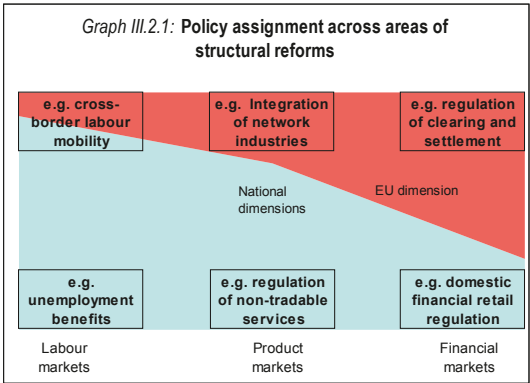 Graph III.2.1: Policy assignment across areas of
structural reforms
e.g. cross-
border labour
mobility
e.g. Integration
of network
industries
e.g. regulation
of clearing and
settlement
National
dimensions
EU dimension
e.g.
unemployment
benefits
e.g. regulation
of non-tradable
services
e.g. domestic
financial retail
regulation
Labour
markets
Product
markets
Financial
markets